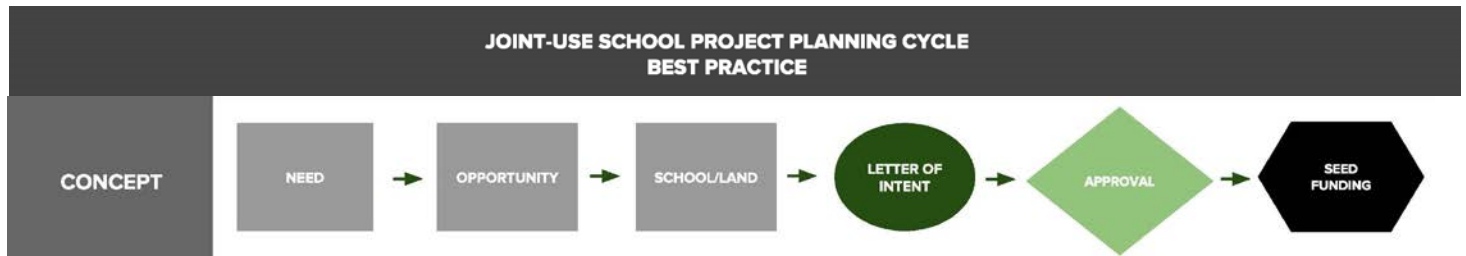 JOINT-USE SCHOOL PROJECT PLANNING CYCLE
BEST PRACTICE
CONCEPT
NEED
OPPORTUNITY
SCHOOL/LAND
LETTER OF
INTENT
APPROVAL
SEED
FUNDING